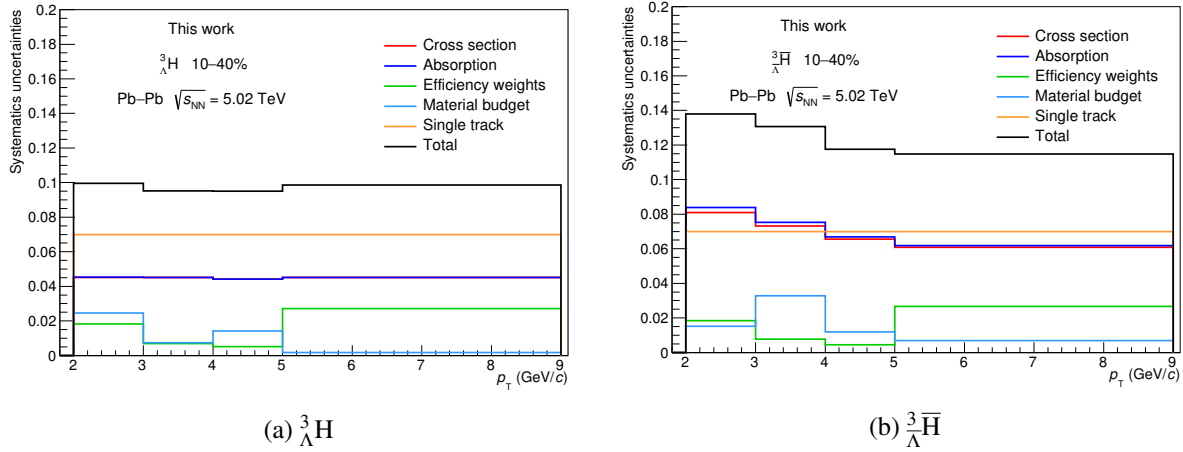 Systematics uncertainties
0.2
0.18
0.16
0.14
0.12
0.1
0.08
0.06
0.04
0.02
0
This work
³ΛH 10–40%
Pb–Pb √sNN = 5.02 TeV
Cross section
Absorption
Efficiency weights
Material budget
Single track
Total
2 3 4 5 6 7 8 9
pT (GeV/c)
(a) ³ΛH
Systematics uncertainties
0.2
0.18
0.16
0.14
0.12
0.1
0.08
0.06
0.04
0.02
0
This work
³Λ̅H̅ 10–40%
Pb–Pb √sNN = 5.02 TeV
Cross section
Absorption
Efficiency weights
Material budget
Single track
Total
2 3 4 5 6 7 8 9
pT (GeV/c)
(b) ³Λ̅H̅